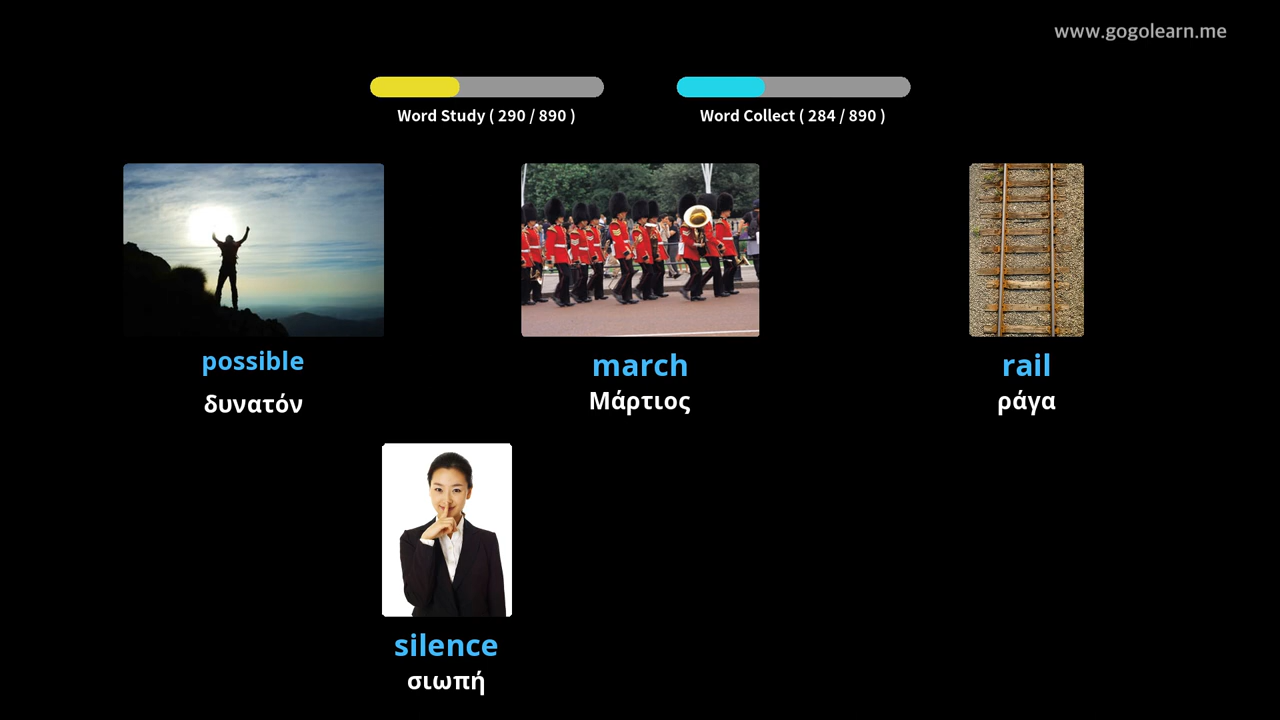 www.gogolearn.me
Word Study ( 290 / 890 )
Word Collect ( 284 / 890 )
possible
δυνατόν
march
Μάρτιος
rail
ράγα
silence
σιωπή